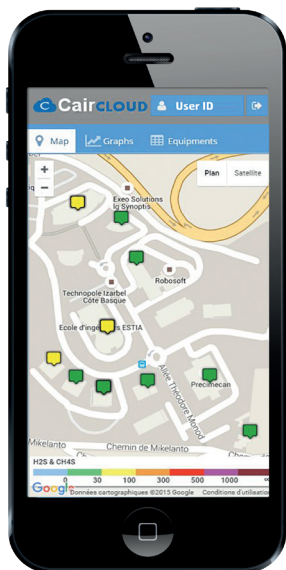 CairCLOUD User ID
Map Graphs Equipments
+
−
Plan Satellite
Exeo Solutions
Ig Synoptis
Robosoft
Technopole Izarbel
Côte Basque
Ecole d'ingé ESTIA
Allée Théodore Monod
Precimecan
Mikelanto
Chemin de Mikelanto
H2S & CH4S
0 30 100 300 500 1000
Google Données cartographiques ©2015 Google Conditions d'utilisation